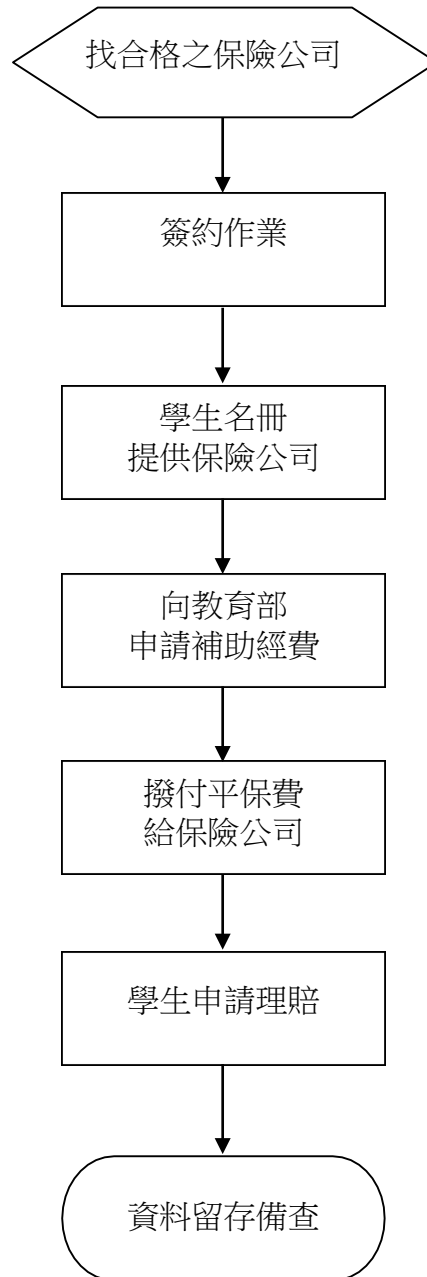 找合格之保險公司
簽約作業
學生名冊
提供保險公司
向教育部
申請補助經費
撥付平保費
給保險公司
學生申請理賠
資料留存備查